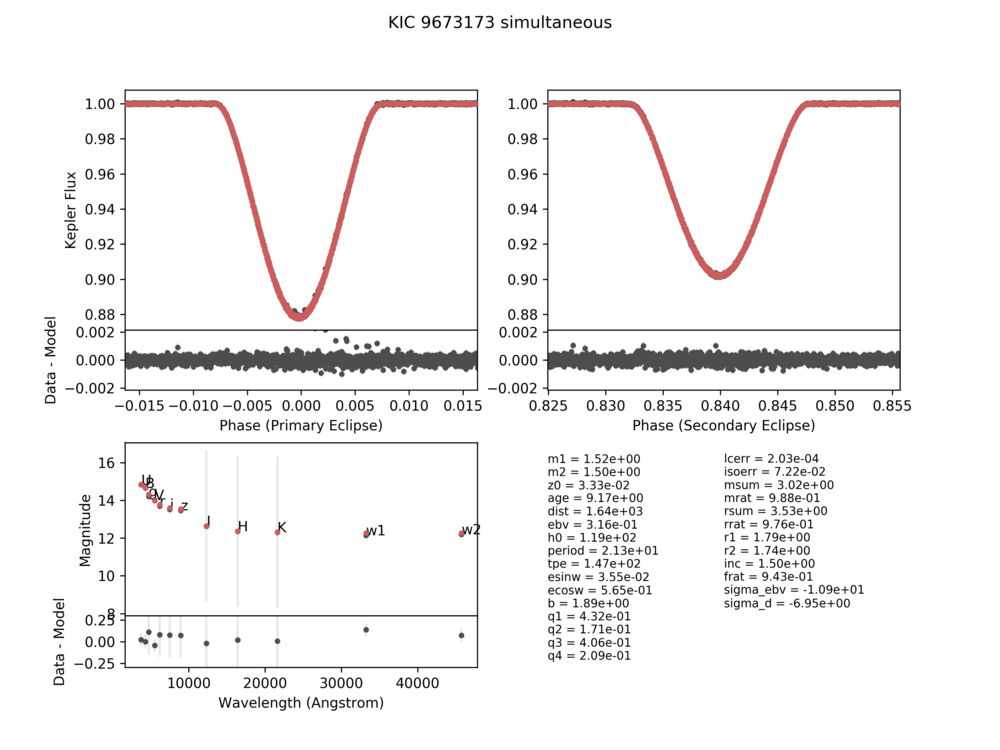 KIC 9673173 simultaneous
1.00
0.98
0.96
0.94
0.92
0.90
0.88
Kepler Flux
0.002
0.000
−0.002
Data - Model
−0.015 −0.010 −0.005 0.000 0.005 0.010 0.015
Phase (Primary Eclipse)
1.00
0.98
0.96
0.94
0.92
0.90
0.88
0.002
0.000
−0.002
0.825 0.830 0.835 0.840 0.845 0.850 0.855
Phase (Secondary Eclipse)
16
14
12
10
8
Magnitude
U
B
g
V
r
i
z
J
H
K
w1
w2
0.25
0.00
−0.25
Data - Model
10000 20000 30000 40000
Wavelength (Angstrom)
m1 = 1.52e+00
m2 = 1.50e+00
z0 = 3.33e-02
age = 9.17e+00
dist = 1.64e+03
ebv = 3.16e-01
h0 = 1.19e+02
period = 2.13e+01
tpe = 1.47e+02
esinw = 3.55e-02
ecosw = 5.65e-01
b = 1.89e+00
q1 = 4.32e-01
q2 = 1.71e-01
q3 = 4.06e-01
q4 = 2.09e-01
lcerr = 2.03e-04
isoerr = 7.22e-02
msum = 3.02e+00
mrat = 9.88e-01
rsum = 3.53e+00
rrat = 9.76e-01
r1 = 1.79e+00
r2 = 1.74e+00
inc = 1.50e+00
frat = 9.43e-01
sigma_ebv = -1.09e+01
sigma_d = -6.95e+00